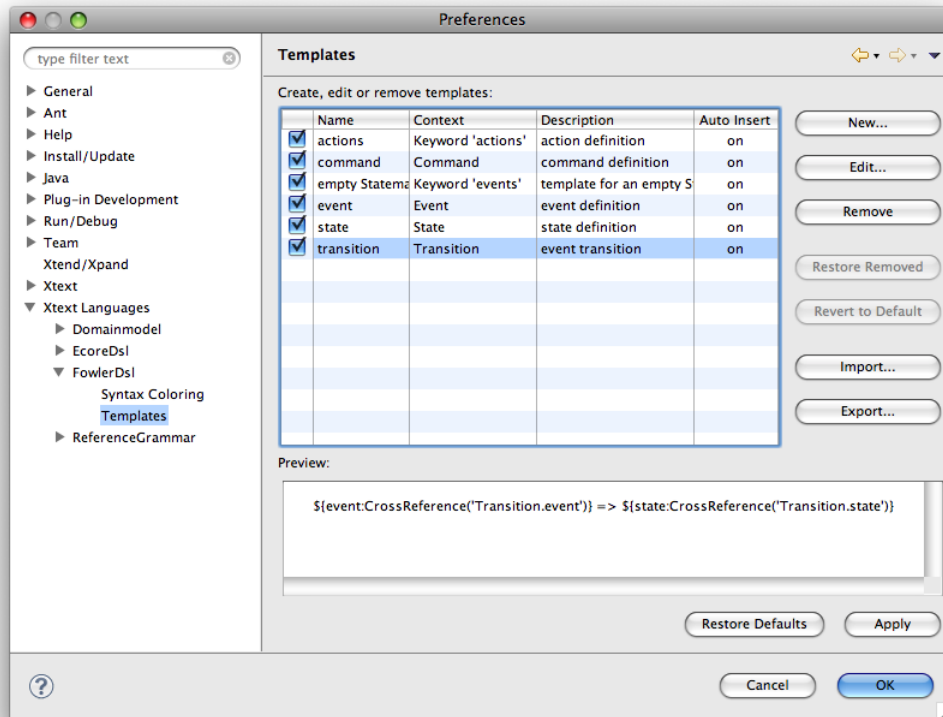 Preferences
type filter text
General
Ant
Help
Install/Update
Java
Plug-in Development
Run/Debug
Team
Xtend/Xpand
Xtext
Xtext Languages
Domainmodel
EcoreDsl
FowlerDsl
Syntax Coloring
Templates
ReferenceGrammar
Templates
Create, edit or remove templates:
Name Context Description Auto Insert
actions Keyword 'actions' action definition on
command Command command definition on
empty Statema Keyword 'events' template for an empty S on
event Event event definition on
state State state definition on
transition Transition event transition on
New...
Edit...
Remove
Restore Removed
Revert to Default
Import...
Export...
Preview:
${event:CrossReference('Transition.event')} => ${state:CrossReference('Transition.state')}
Restore Defaults Apply
? Cancel OK